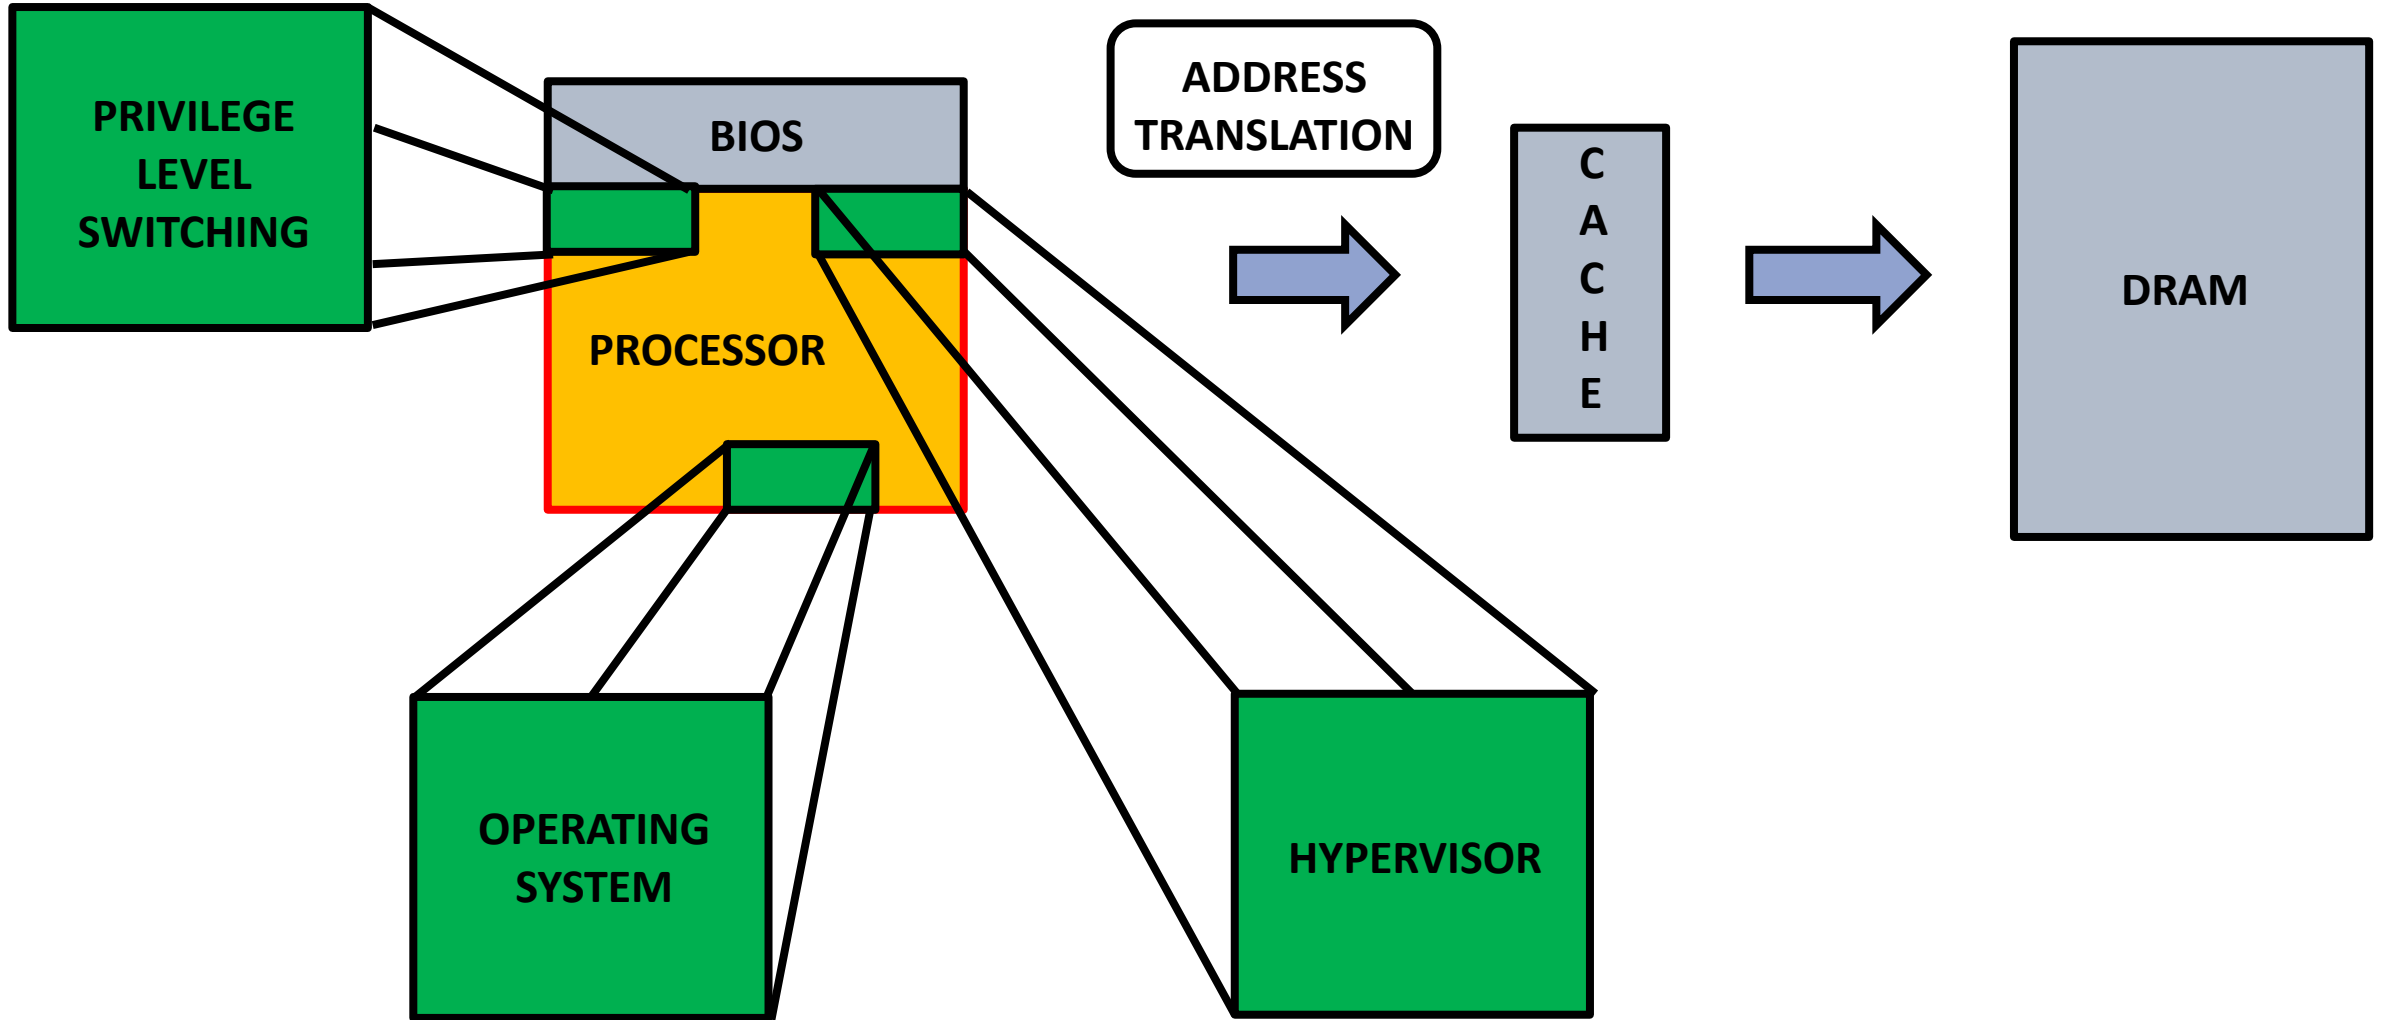 PRIVILEGE
LEVEL
SWITCHING
BIOS
PROCESSOR
ADDRESS
TRANSLATION
C
A
C
H
E
DRAM
OPERATING
SYSTEM
HYPERVISOR